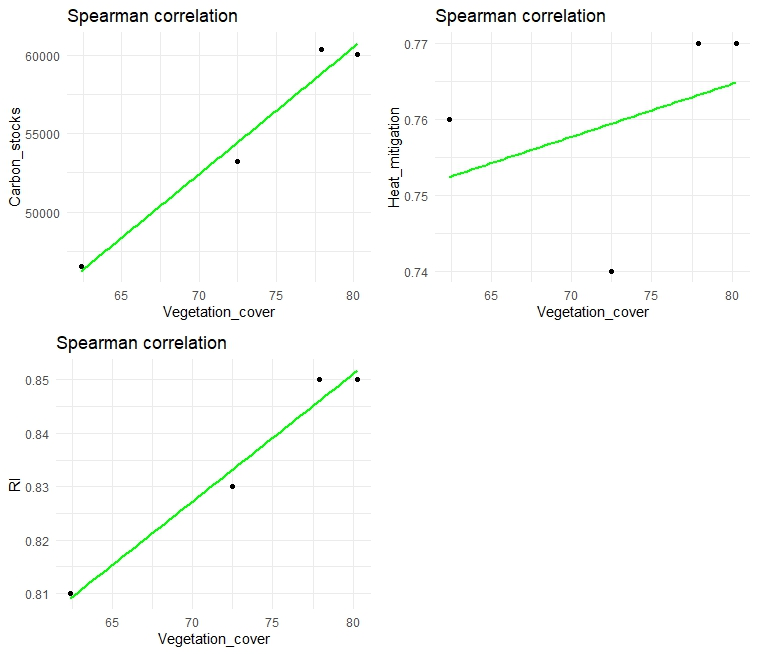 Spearman correlation
Carbon_stocks
60000
55000
50000
65 70 75 80
Vegetation_cover
Spearman correlation
Heat_mitigation
0.77
0.76
0.75
0.74
65 70 75 80
Vegetation_cover
Spearman correlation
RI
0.85
0.84
0.83
0.82
0.81
65 70 75 80
Vegetation_cover